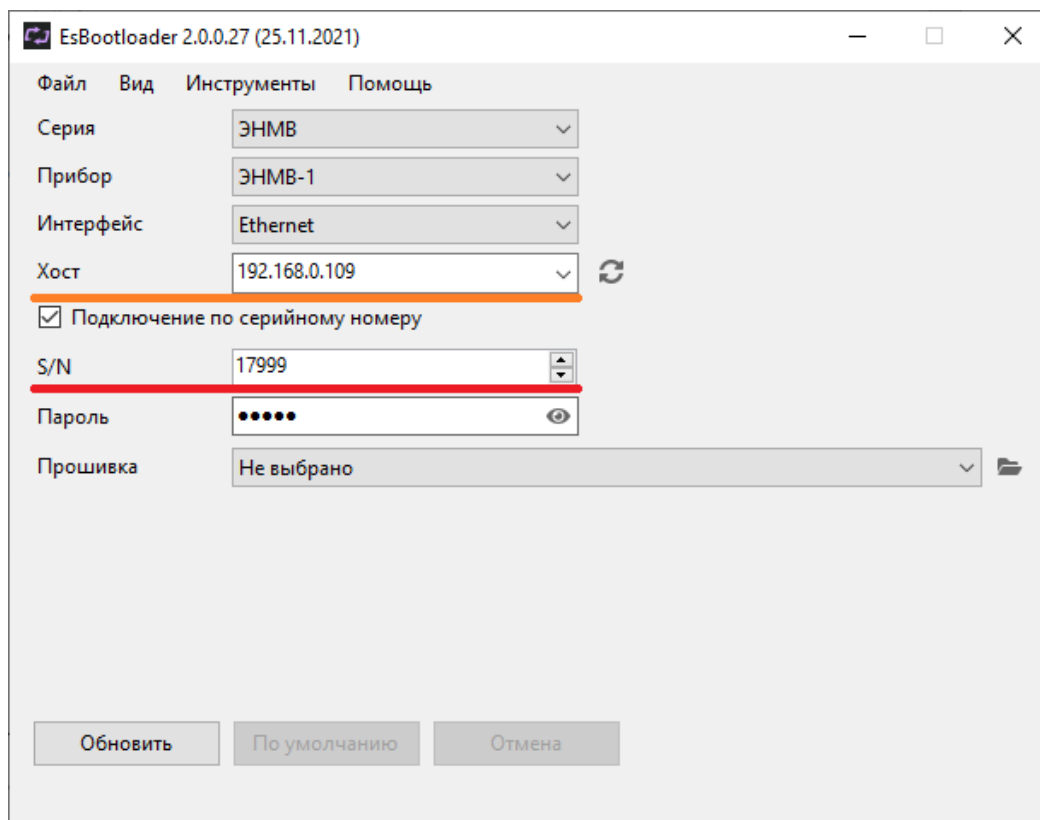 EsBootloader 2.0.0.27 (25.11.2021)
Файл Вид Инструменты Помощь
Серия ЭНМВ
Прибор ЭНМВ-1
Интерфейс Ethernet
Хост 192.168.0.109
Подключение по серийному номеру
S/N 17999
Пароль •••••
Прошивка Не выбрано
Обновить По умолчанию Отмена